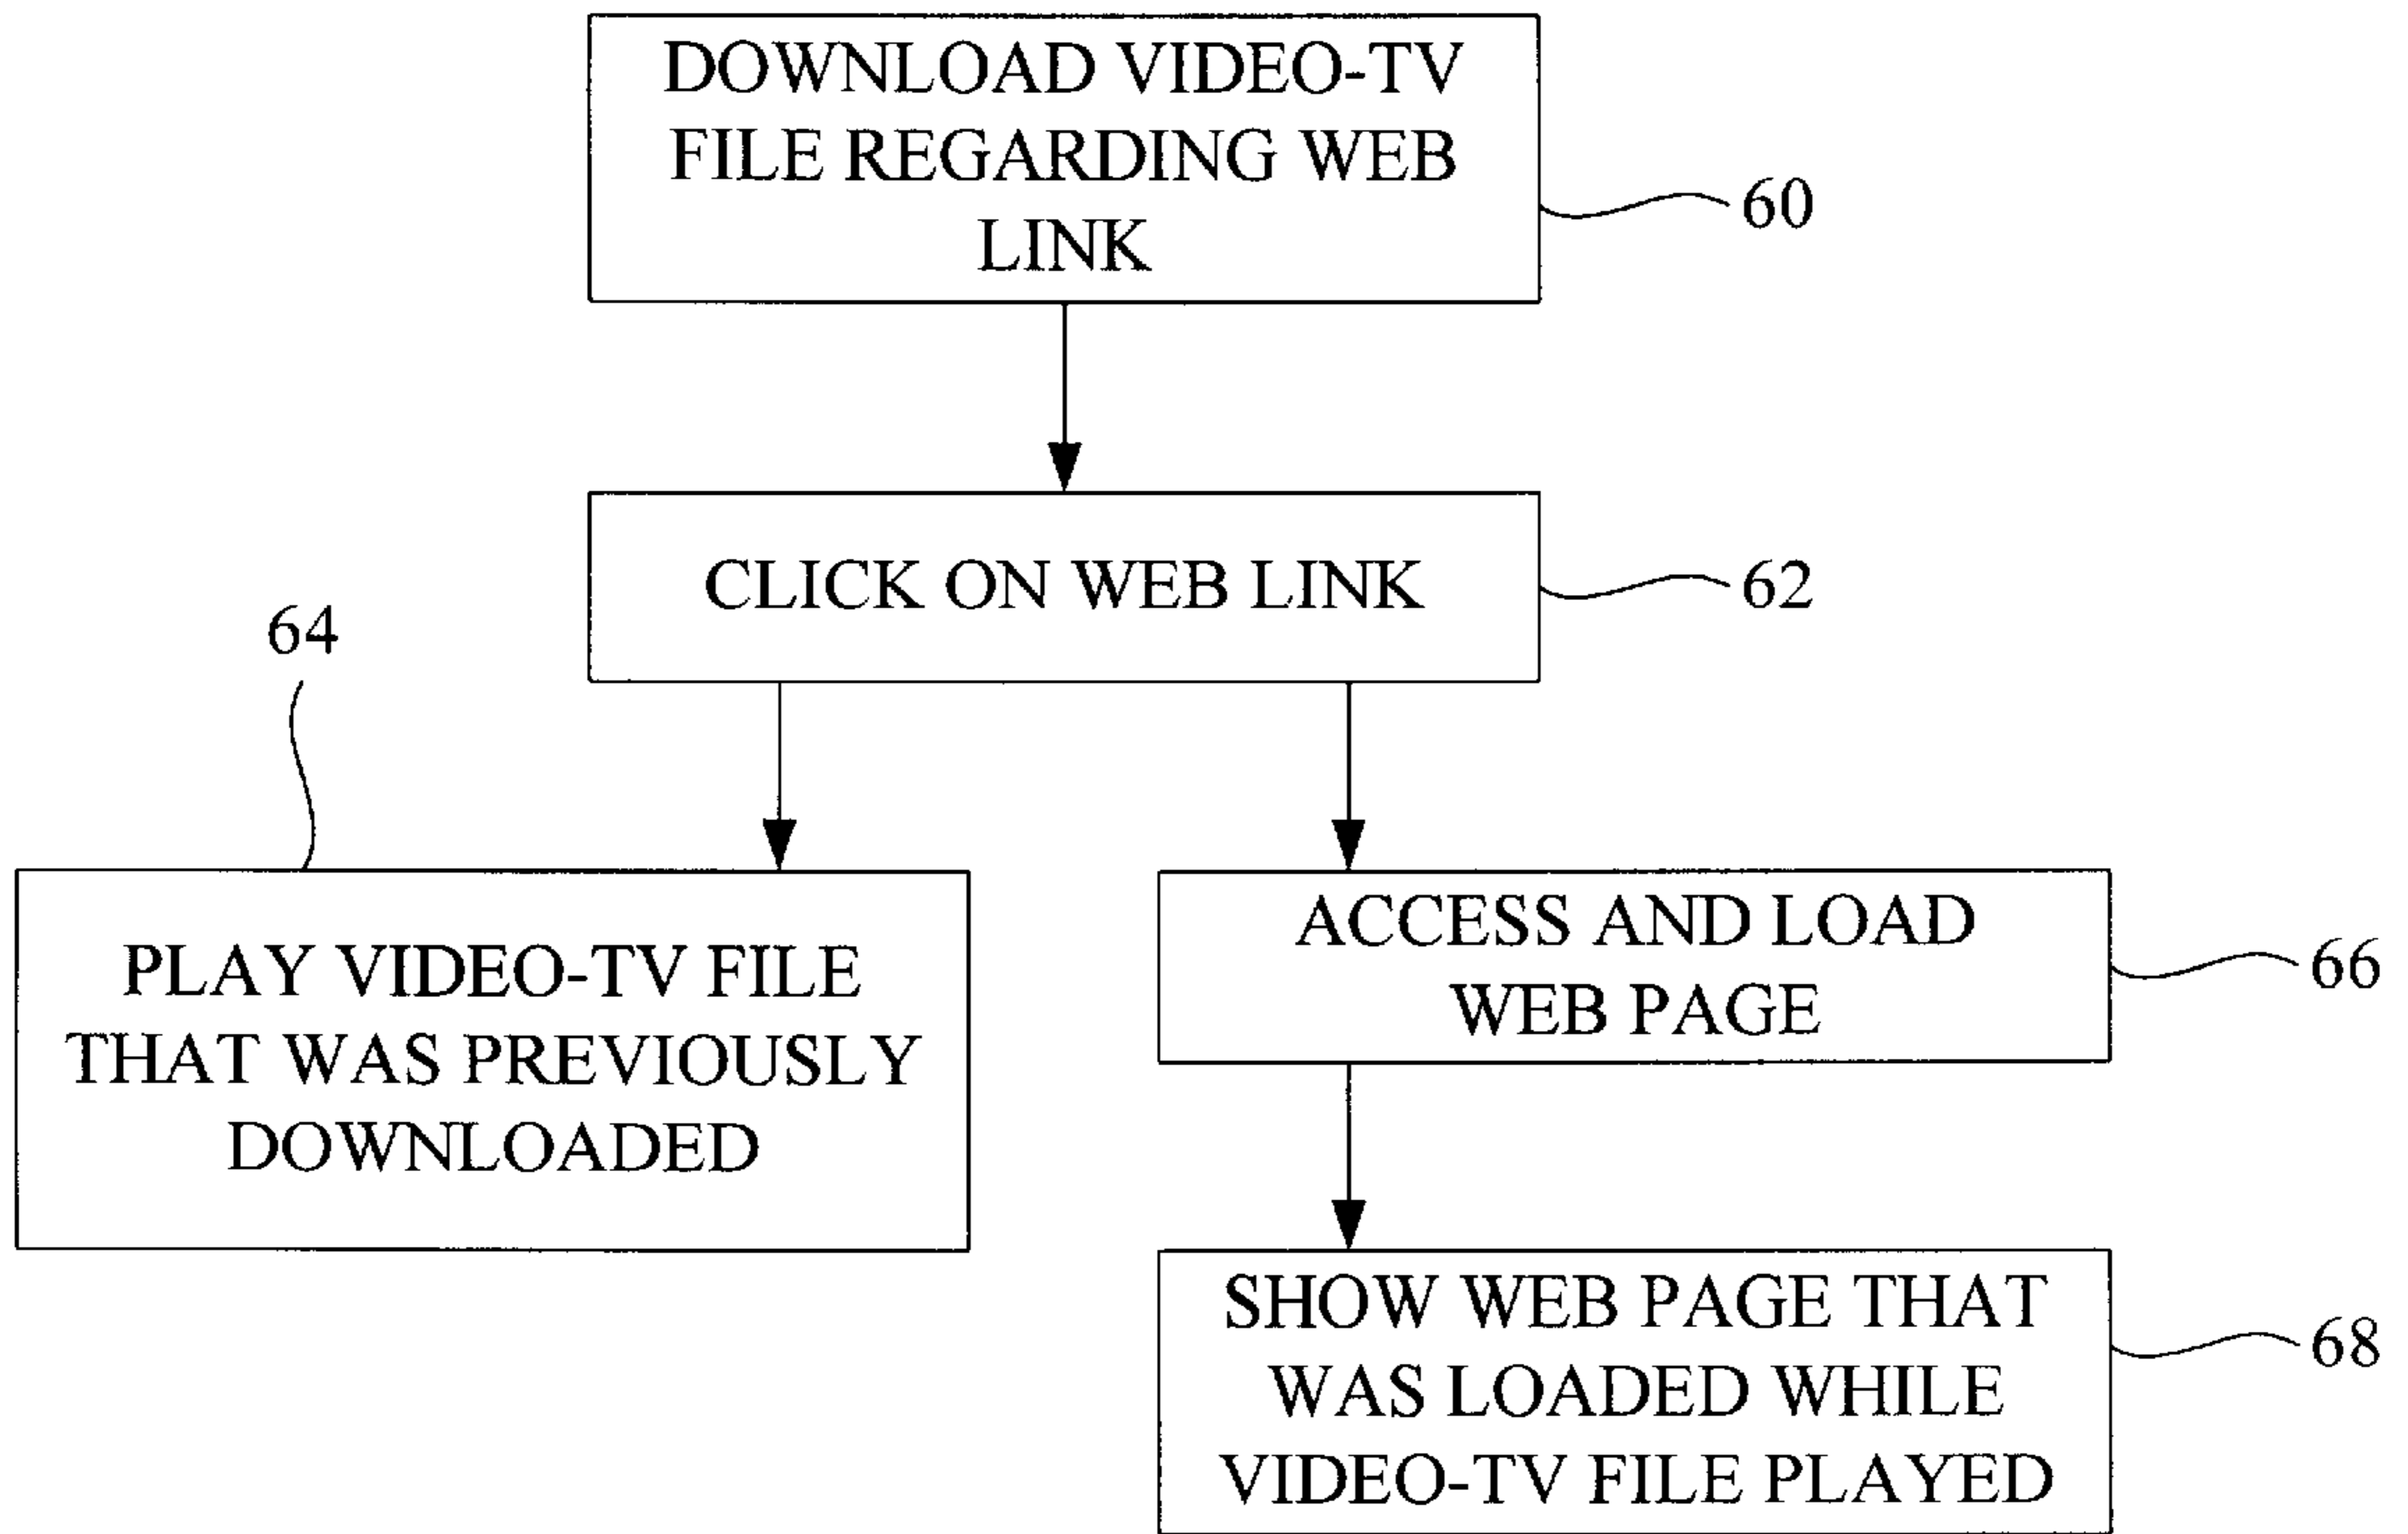 DOWNLOAD VIDEO-TV
FILE REGARDING WEB
LINK
60
CLICK ON WEB LINK
62
64
PLAY VIDEO-TV FILE
THAT WAS PREVIOUSLY
DOWNLOADED
ACCESS AND LOAD
WEB PAGE
66
SHOW WEB PAGE THAT
WAS LOADED WHILE
VIDEO-TV FILE PLAYED
68